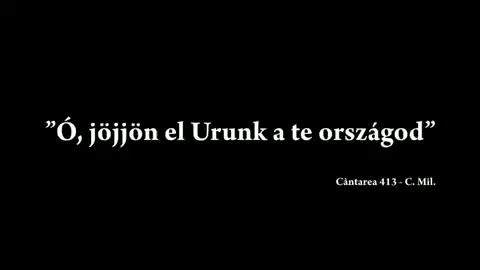 ”Ó, jöjjön el Urunk a te országod”
Cântarea 413 - C. Mil.